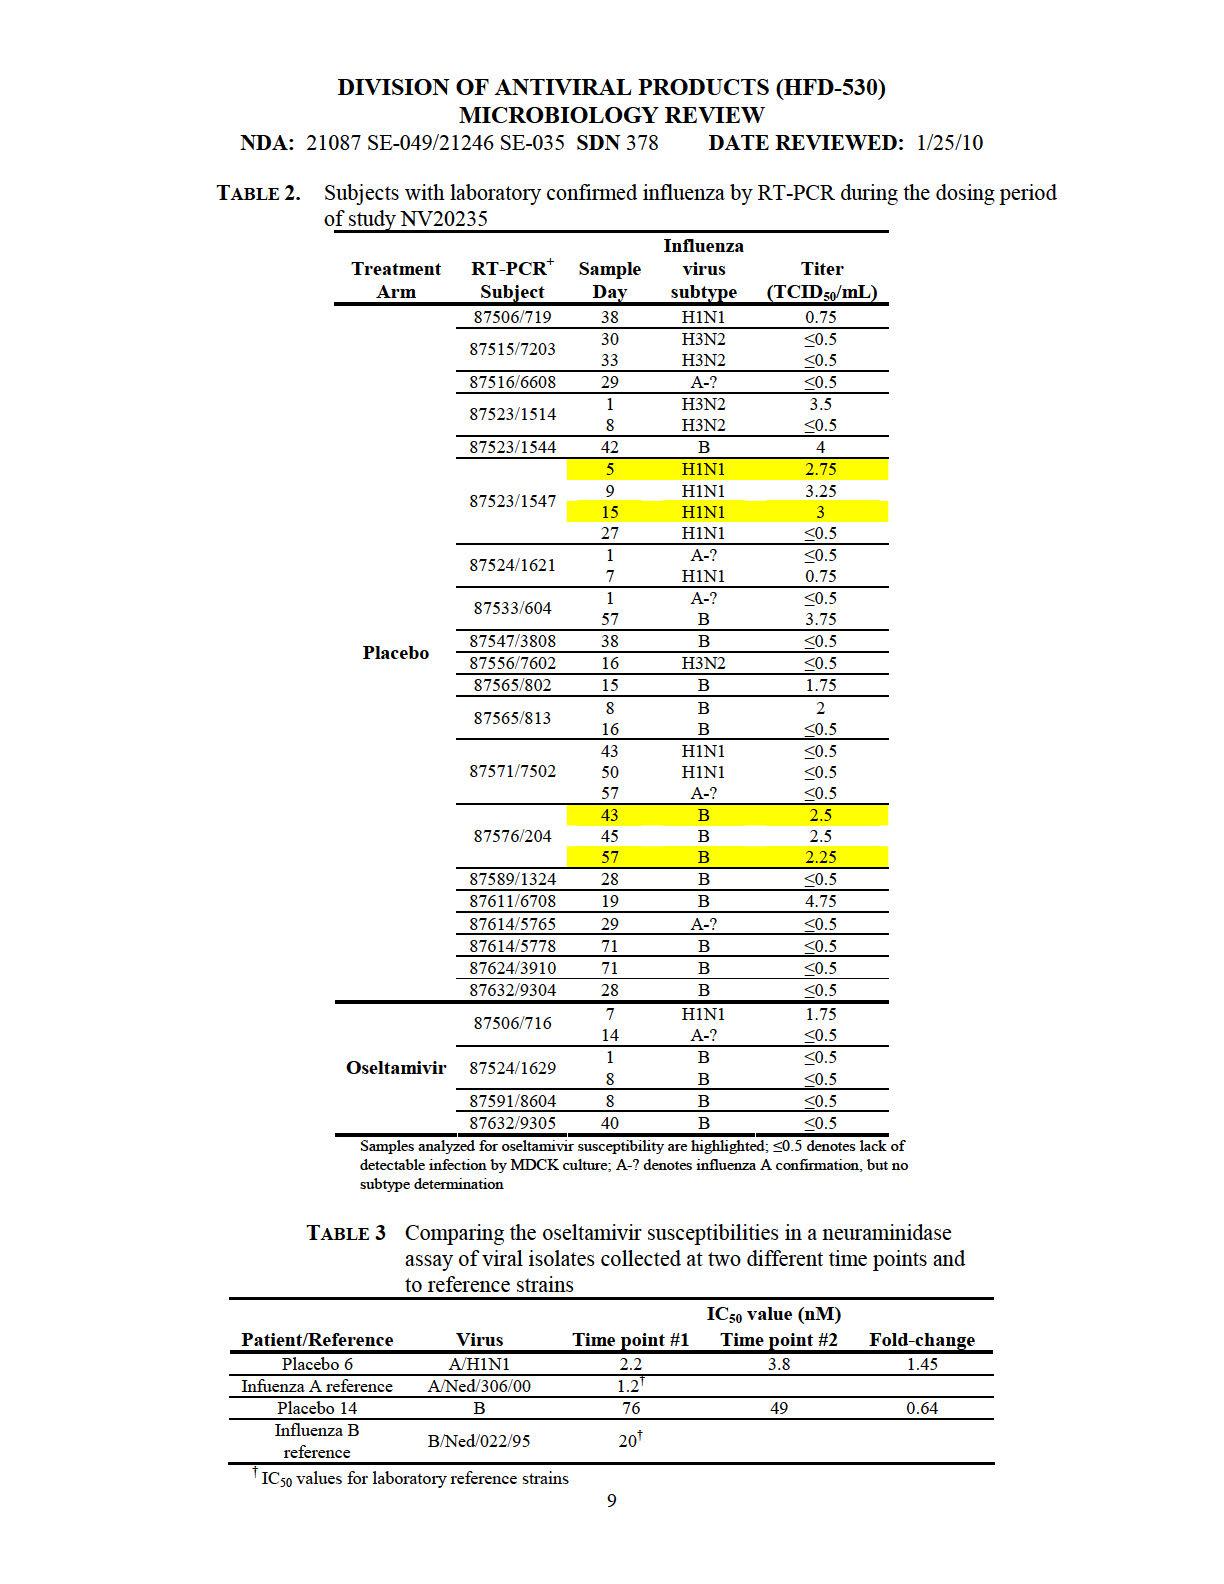 DIVISION OF ANTIVIRAL PRODUCTS (HFD-530)
MICROBIOLOGY REVIEW
NDA: 21087 SE-049/21246 SE-035 SDN 378 DATE REVIEWED: 1/25/10
TABLE 2. Subjects with laboratory confirmed influenza by RT-PCR during the dosing period
of study NV20235
Treatment Arm RT-PCR+ Subject Sample Day Influenza virus subtype Titer (TCID50/mL)
Placebo
87506/719 38 H1N1 0.75
87515/7203 30 H3N2 ≤0.5
33 H3N2 ≤0.5
87516/6608 29 A-? ≤0.5
87523/1514 1 H3N2 3.5
8 H3N2 ≤0.5
87523/1544 42 B 4
87523/1547 5 H1N1 2.75
9 H1N1 3.25
15 H1N1 3
27 H1N1 ≤0.5
87524/1621 1 A-? ≤0.5
7 H1N1 0.75
87533/604 1 A-? ≤0.5
57 B 3.75
87547/3808 38 B ≤0.5
87556/7602 16 H3N2 ≤0.5
87565/802 15 B 1.75
87565/813 8 B 2
16 B ≤0.5
87571/7502 43 H1N1 ≤0.5
50 H1N1 ≤0.5
57 A-? ≤0.5
87576/204 43 B 2.5
45 B 2.5
57 B 2.25
87589/1324 28 B ≤0.5
87611/6708 19 B 4.75
87614/5765 29 A-? ≤0.5
87614/5778 71 B ≤0.5
87624/3910 71 B ≤0.5
87632/9304 28 B ≤0.5
Oseltamivir
87506/716 7 H1N1 1.75
14 A-? ≤0.5
87524/1629 1 B ≤0.5
8 B ≤0.5
87591/8604 8 B ≤0.5
87632/9305 40 B ≤0.5
Samples analyzed for oseltamivir susceptibility are highlighted; ≤0.5 denotes lack of
detectable infection by MDCK culture; A-? denotes influenza A confirmation, but no
subtype determination
TABLE 3 Comparing the oseltamivir susceptibilities in a neuraminidase
assay of viral isolates collected at two different time points and
to reference strains
IC50 value (nM)
Patient/Reference Virus Time point #1 Time point #2 Fold-change
Placebo 6 A/H1N1 2.2 3.8 1.45
Infuenza A reference A/Ned/306/00 1.2†
Placebo 14 B 76 49 0.64
Influenza B
reference B/Ned/022/95 20†
† IC50 values for laboratory reference strains
9